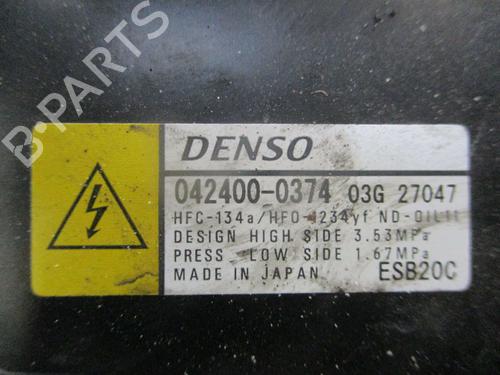 B-PARTS
DENSO
042400-0374 03G 27047
HFC-134a/HFO-1234yf ND-OIL11
DESIGN HIGH SIDE 3.53MPa
PRESS LOW SIDE 1.67MPa
MADE IN JAPAN ESB20C